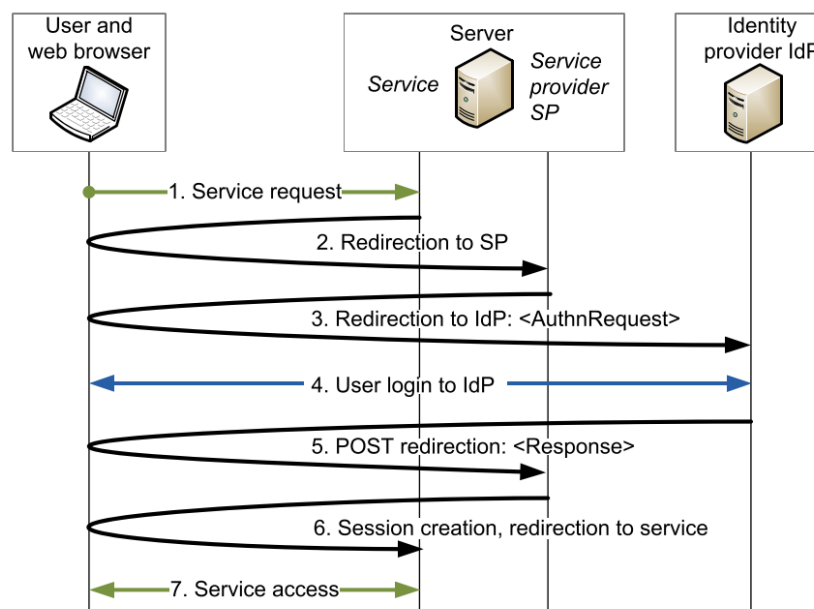 User and
web browser
Server
Service
Service
provider
SP
Identity
provider IdP
1. Service request
2. Redirection to SP
3. Redirection to IdP: <AuthnRequest>
4. User login to IdP
5. POST redirection: <Response>
6. Session creation, redirection to service
7. Service access